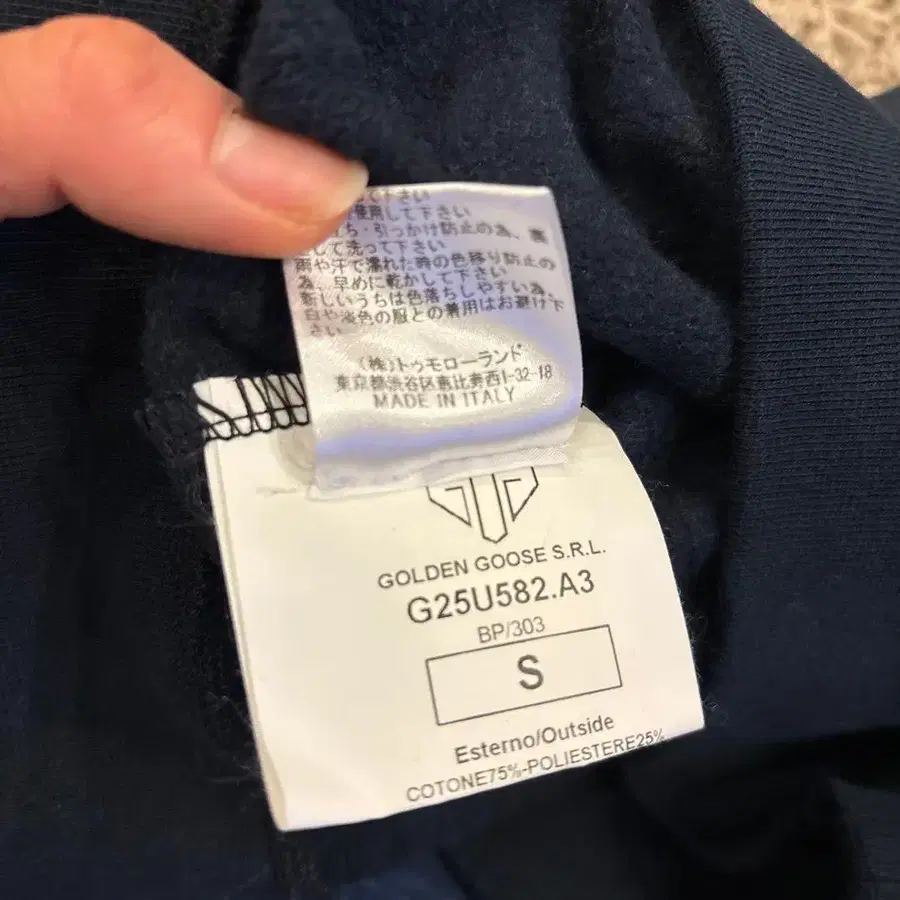 て下さい
使用して下さい
ち・引っかけ防止の為、裏
して洗って下さい
雨や汗で濡れた時の色移り防止の
為、早めに乾かして下さい
新しいうちは色落ちしやすい為、
白や淡色の服との着用はお避け下
さい
(株)トゥモローランド
東京都渋谷区恵比寿西1-32-18
MADE IN ITALY
GOLDEN GOOSE S.R.L.
G25U582.A3
BP/303
S
Esterno/Outside
COTONE75%-POLIESTERE25%